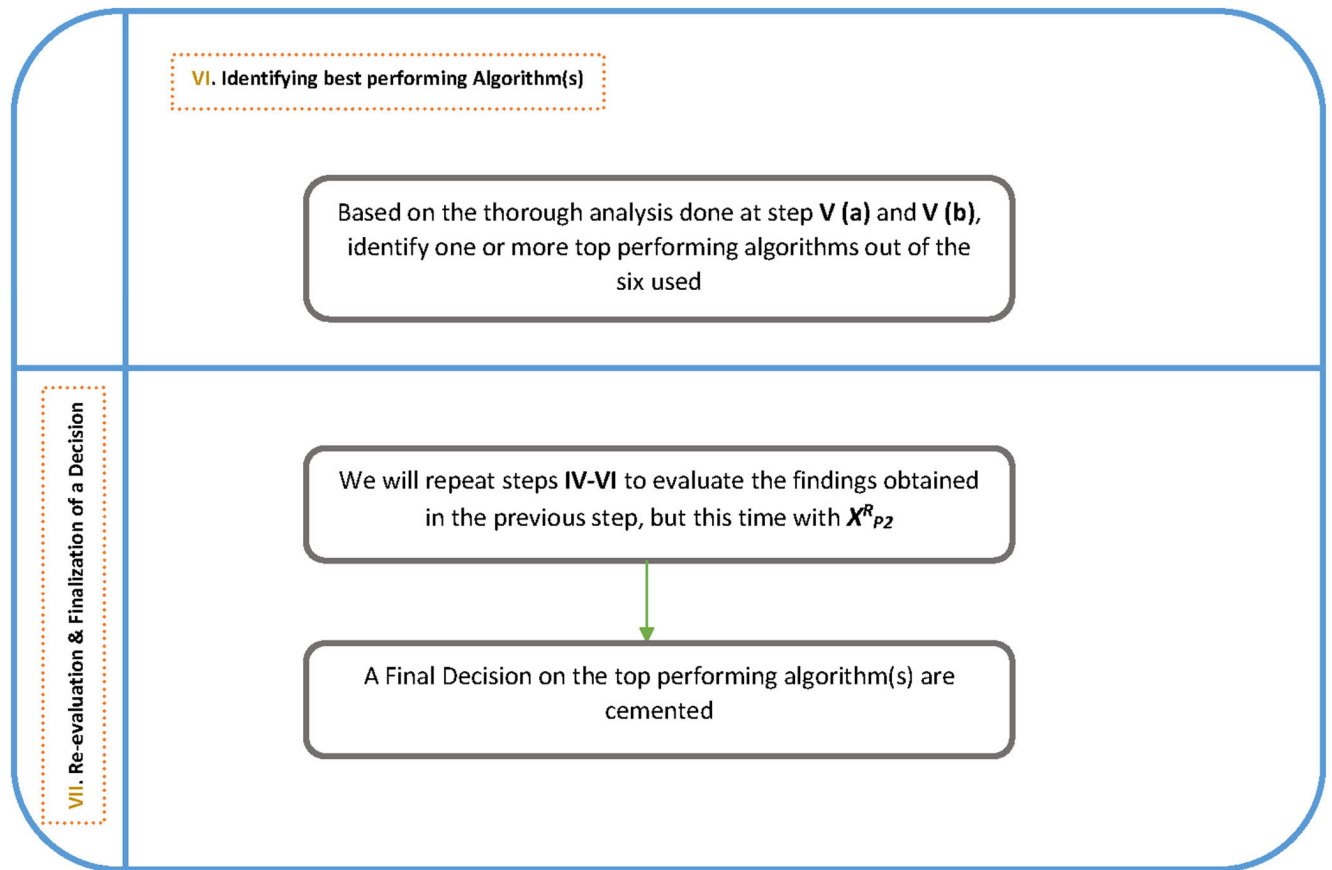 VI. Identifying best performing Algorithm(s)
Based on the thorough analysis done at step V (a) and V (b),
identify one or more top performing algorithms out of the
six used
VII. Re-evaluation & Finalization of a Decision
We will repeat steps IV-VI to evaluate the findings obtained
in the previous step, but this time with X^R_P2
A Final Decision on the top performing algorithm(s) are
cemented